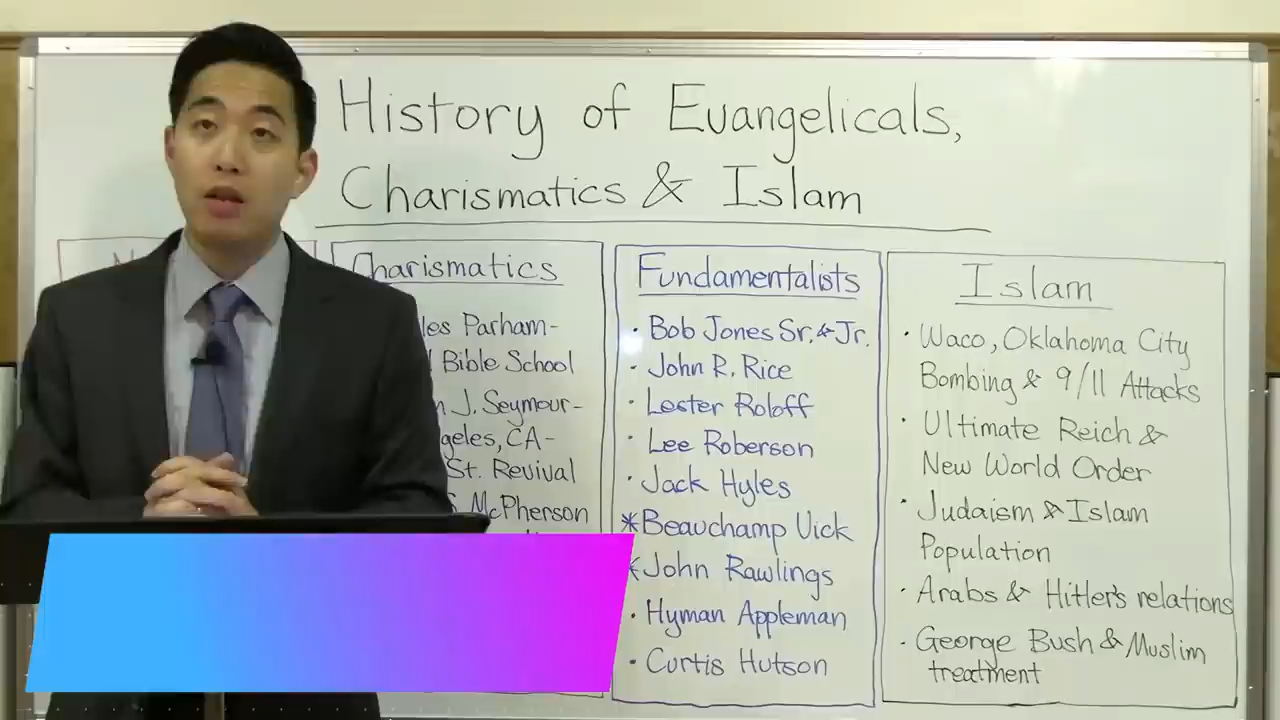 History of Evangelicals,
Charismatics & Islam
Charismatics
Parham-
Bible School
J. Seymour-
CA-
St. Revival
McPherson
Fundamentalists
· Bob Jones Sr. & Jr.
· John R. Rice
· Lester Roloff
· Lee Roberson
· Jack Hyles
*Beauchamp Vick
John Rawlings
· Hyman Appleman
· Curtis Hutson
Islam
· Waco, Oklahoma City
Bombing & 9/11 Attacks
· Ultimate Reich &
New World Order
· Judaism & Islam
Population
· Arabs & Hitler's relations
· George Bush & Muslim
treatment